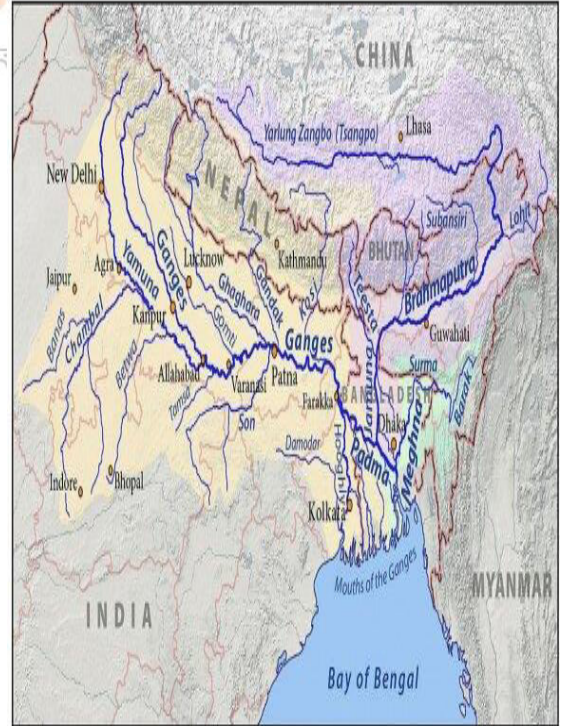 CHINA
Yarlung Zangbo (Tsangpo)
Lhasa
New Delhi
NEPAL
Subansiri
Lohit
Lucknow
Kathmandu
BHUTAN
Agra
Yamuna
Ganges
Ghaghara
Gandak
Kosi
Teesta
Brahmaputra
Jaipur
Kanpur
Gomti
Ganges
Guwahati
Banas
Chambal
Betwa
Allahabad
Varanasi
Patna
Jamuna
Surma
Tamsa
Farakka
BANGLADESH
Barak
Son
Dhaka
Meghna
Damodar
Hooghly
Padma
Indore
Bhopal
Kolkata
Mouths of the Ganges
MYANMAR
INDIA
Bay of Bengal